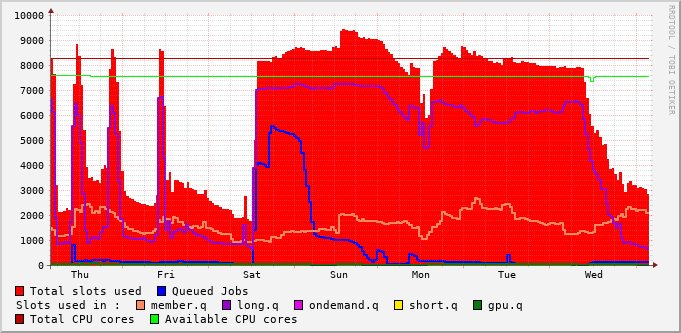 10000
9000
8000
7000
6000
5000
4000
3000
2000
1000
0
Thu Fri Sat Sun Mon Tue Wed
RRDTOOL / TOBI OETIKER
Total slots used Queued Jobs
Slots used in : member.q long.q ondemand.q short.q gpu.q
Total CPU cores Available CPU cores